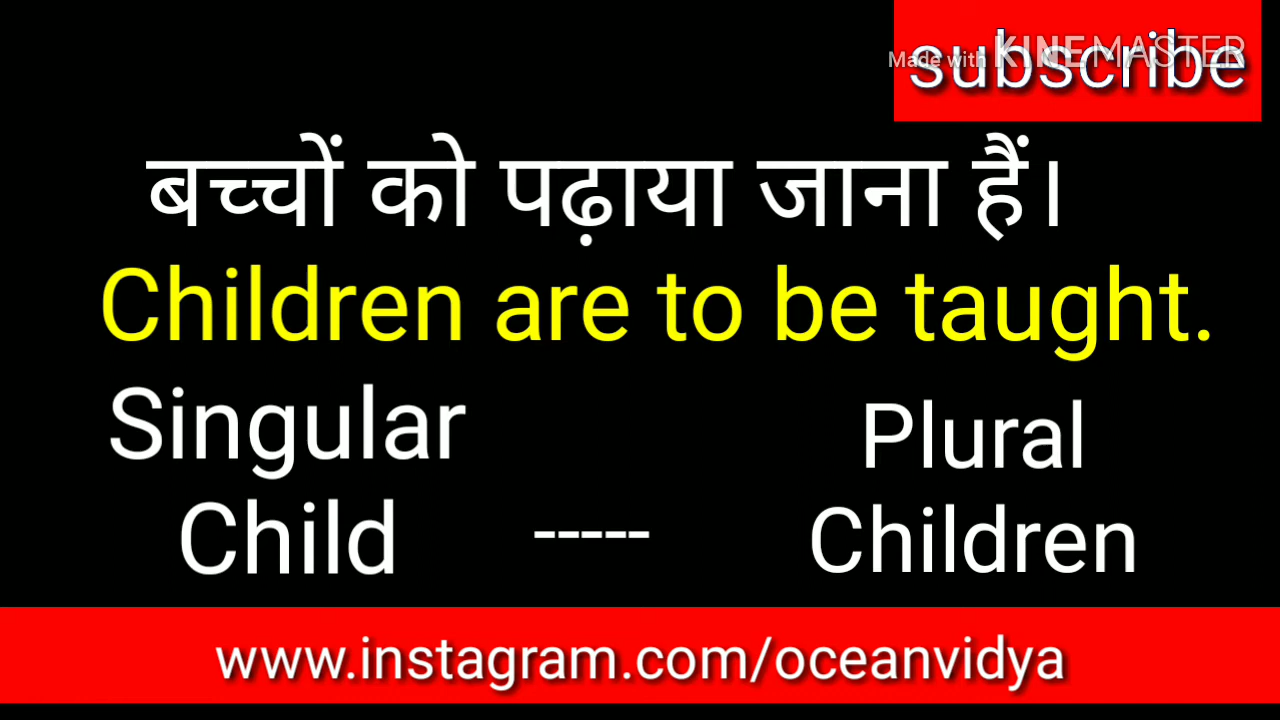 subscribe
Made with KINEMASTER
बच्चों को पढ़ाया जाना हैं।
Children are to be taught.
Singular Plural
Child ----- Children
www.instagram.com/oceanvidya